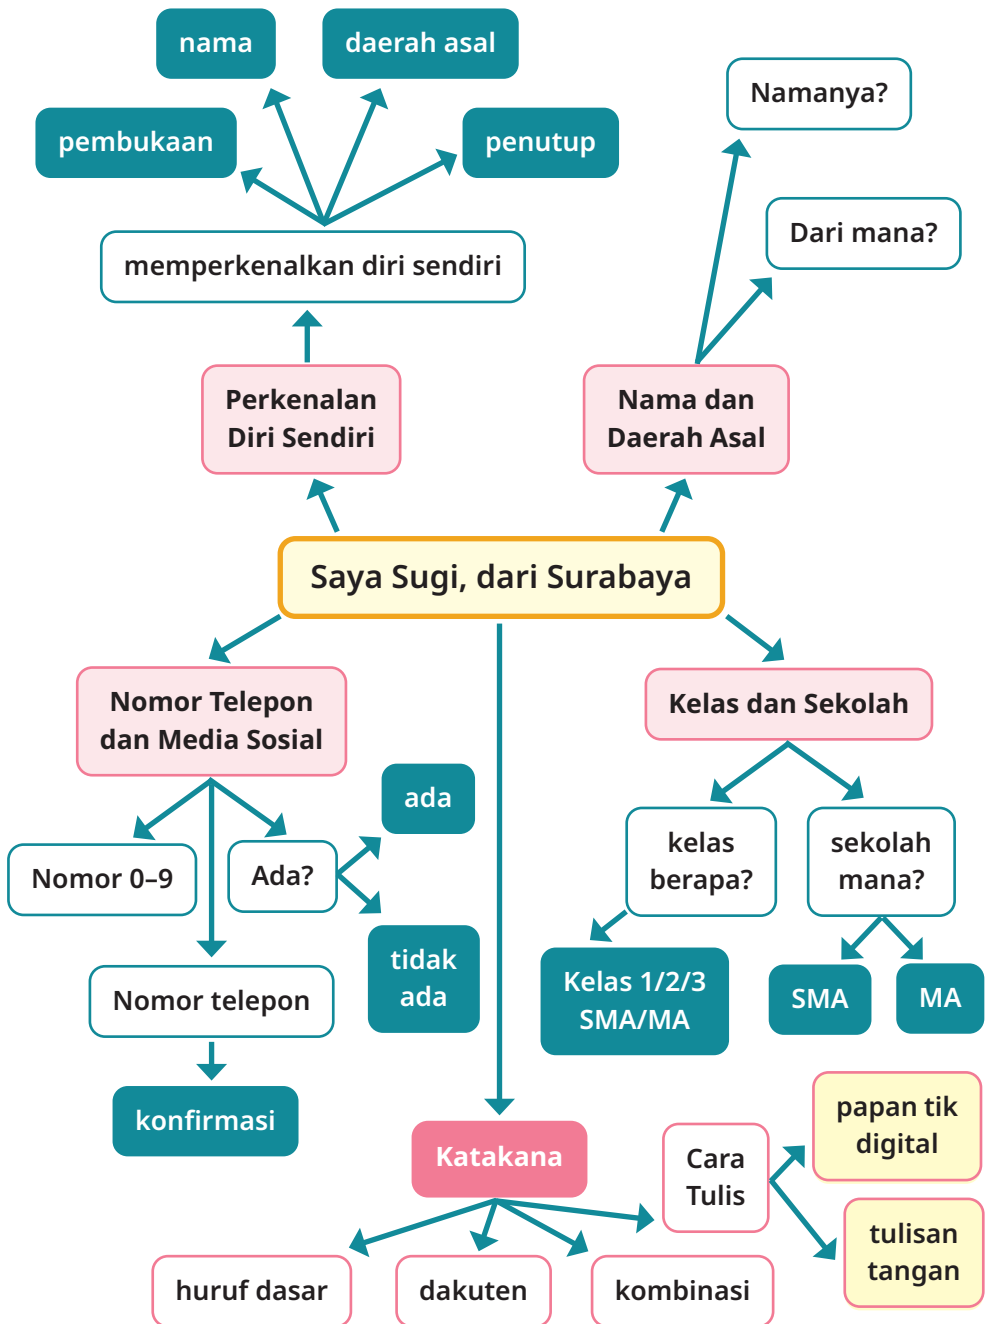 nama
daerah asal
pembukaan
penutup
memperkenalkan diri sendiri
Perkenalan
Diri Sendiri
Namanya?
Dari mana?
Nama dan
Daerah Asal
Saya Sugi, dari Surabaya
Nomor Telepon
dan Media Sosial
Nomor 0–9
Ada?
ada
tidak
ada
Nomor telepon
konfirmasi
Kelas dan Sekolah
kelas
berapa?
sekolah
mana?
Kelas 1/2/3
SMA/MA
SMA
MA
Katakana
huruf dasar
dakuten
kombinasi
Cara
Tulis
papan tik
digital
tulisan
tangan